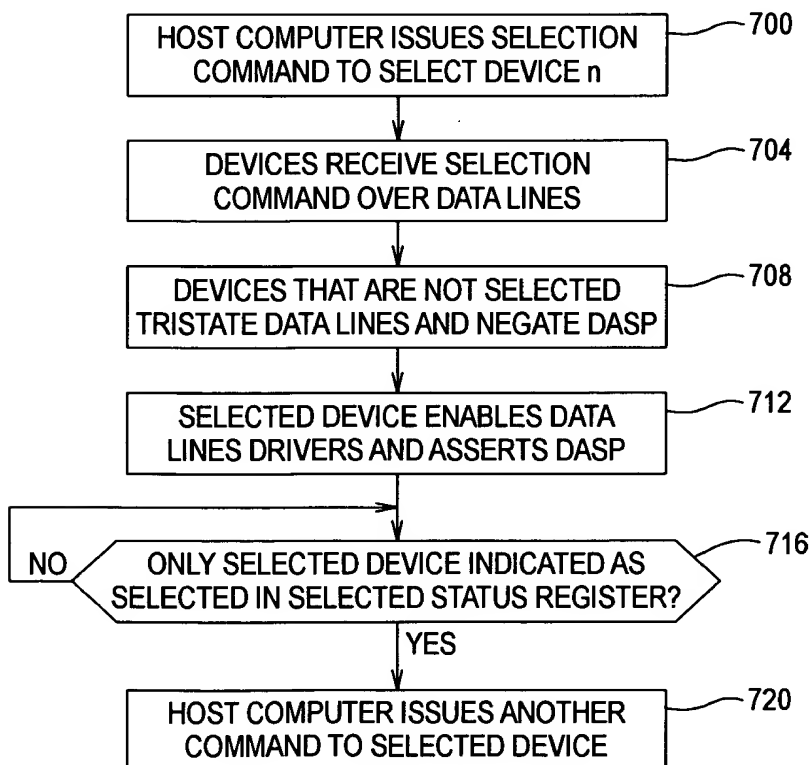 HOST COMPUTER ISSUES SELECTION
COMMAND TO SELECT DEVICE n
700
DEVICES RECEIVE SELECTION
COMMAND OVER DATA LINES
704
DEVICES THAT ARE NOT SELECTED
TRISTATE DATA LINES AND NEGATE DASP
708
SELECTED DEVICE ENABLES DATA
LINES DRIVERS AND ASSERTS DASP
712
NO
ONLY SELECTED DEVICE INDICATED AS
SELECTED IN SELECTED STATUS REGISTER?
716
YES
HOST COMPUTER ISSUES ANOTHER
COMMAND TO SELECTED DEVICE
720